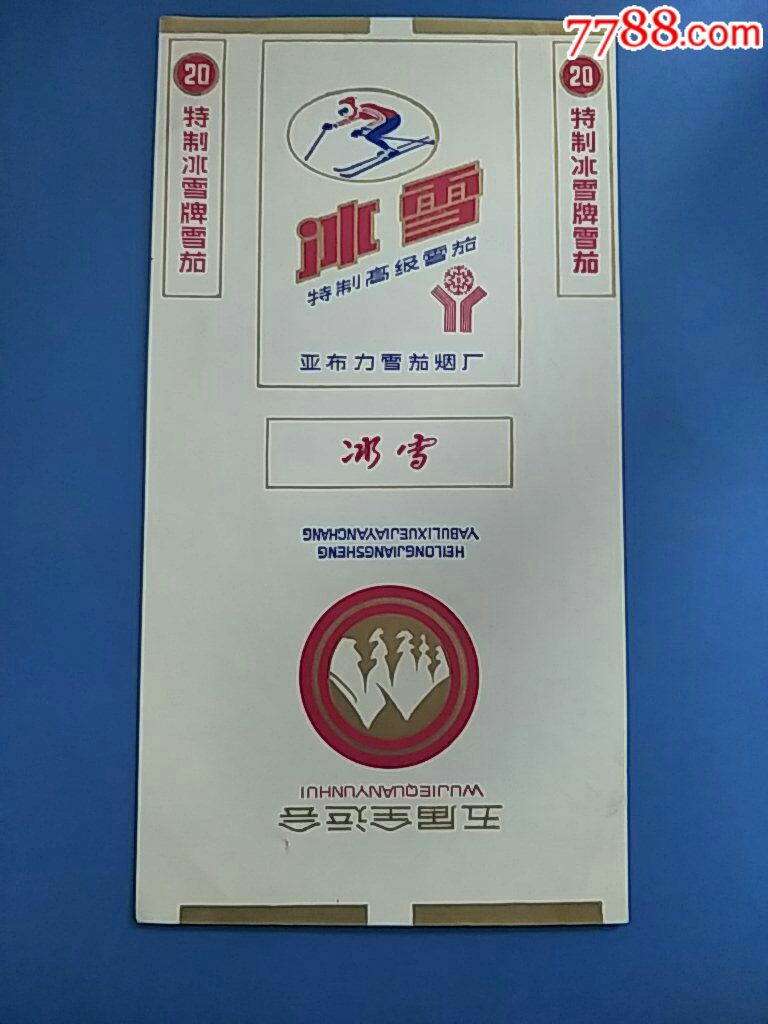 7788.com
20
特制冰雪牌雪茄
冰雪
特制高级雪茄
亚布力雪茄烟厂
20
特制冰雪牌雪茄
冰雪
HEILONGJIANGSHENG
YABULIXUEJIAYANCHANG
五届全运会
WUJIEQUANYUNHUI